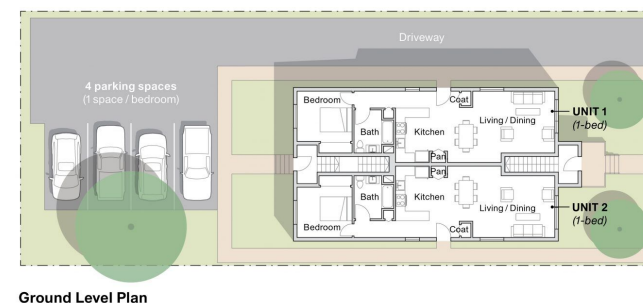 Driveway
4 parking spaces
(1 space / bedroom)
Bedroom
Bath
Kitchen
Coat
Living / Dining
UNIT 1
(1-bed)
Pan
Pan
Bedroom
Bath
Kitchen
Coat
Living / Dining
UNIT 2
(1-bed)
Ground Level Plan